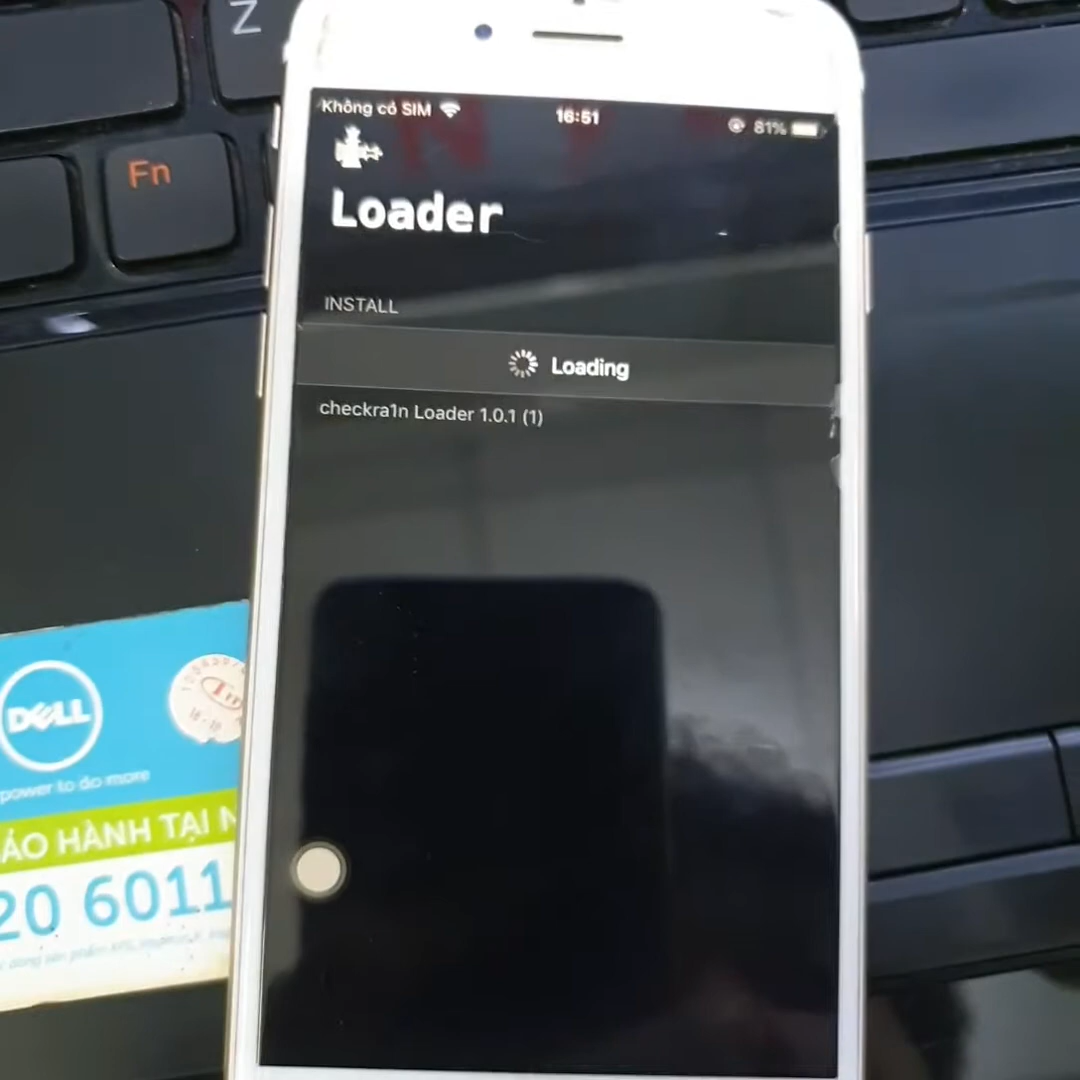 Z
Fn
Không có SIM
16:51
81%
Loader
INSTALL
Loading
checkra1n Loader 1.0.1 (1)
DELL
power to do more
ẢO HÀNH TẠI N
20 6011